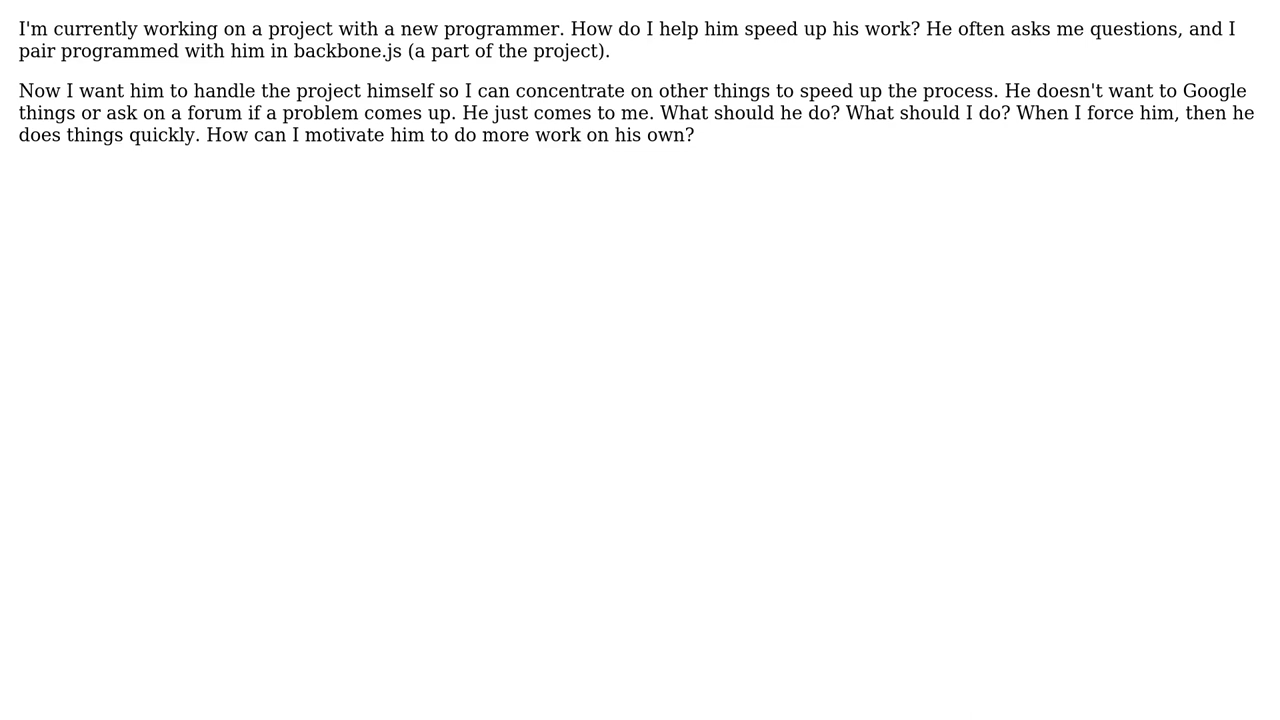 I'm currently working on a project with a new programmer. How do I help him speed up his work? He often asks me questions, and I
pair programmed with him in backbone.js (a part of the project).
Now I want him to handle the project himself so I can concentrate on other things to speed up the process. He doesn't want to Google
things or ask on a forum if a problem comes up. He just comes to me. What should he do? What should I do? When I force him, then he
does things quickly. How can I motivate him to do more work on his own?